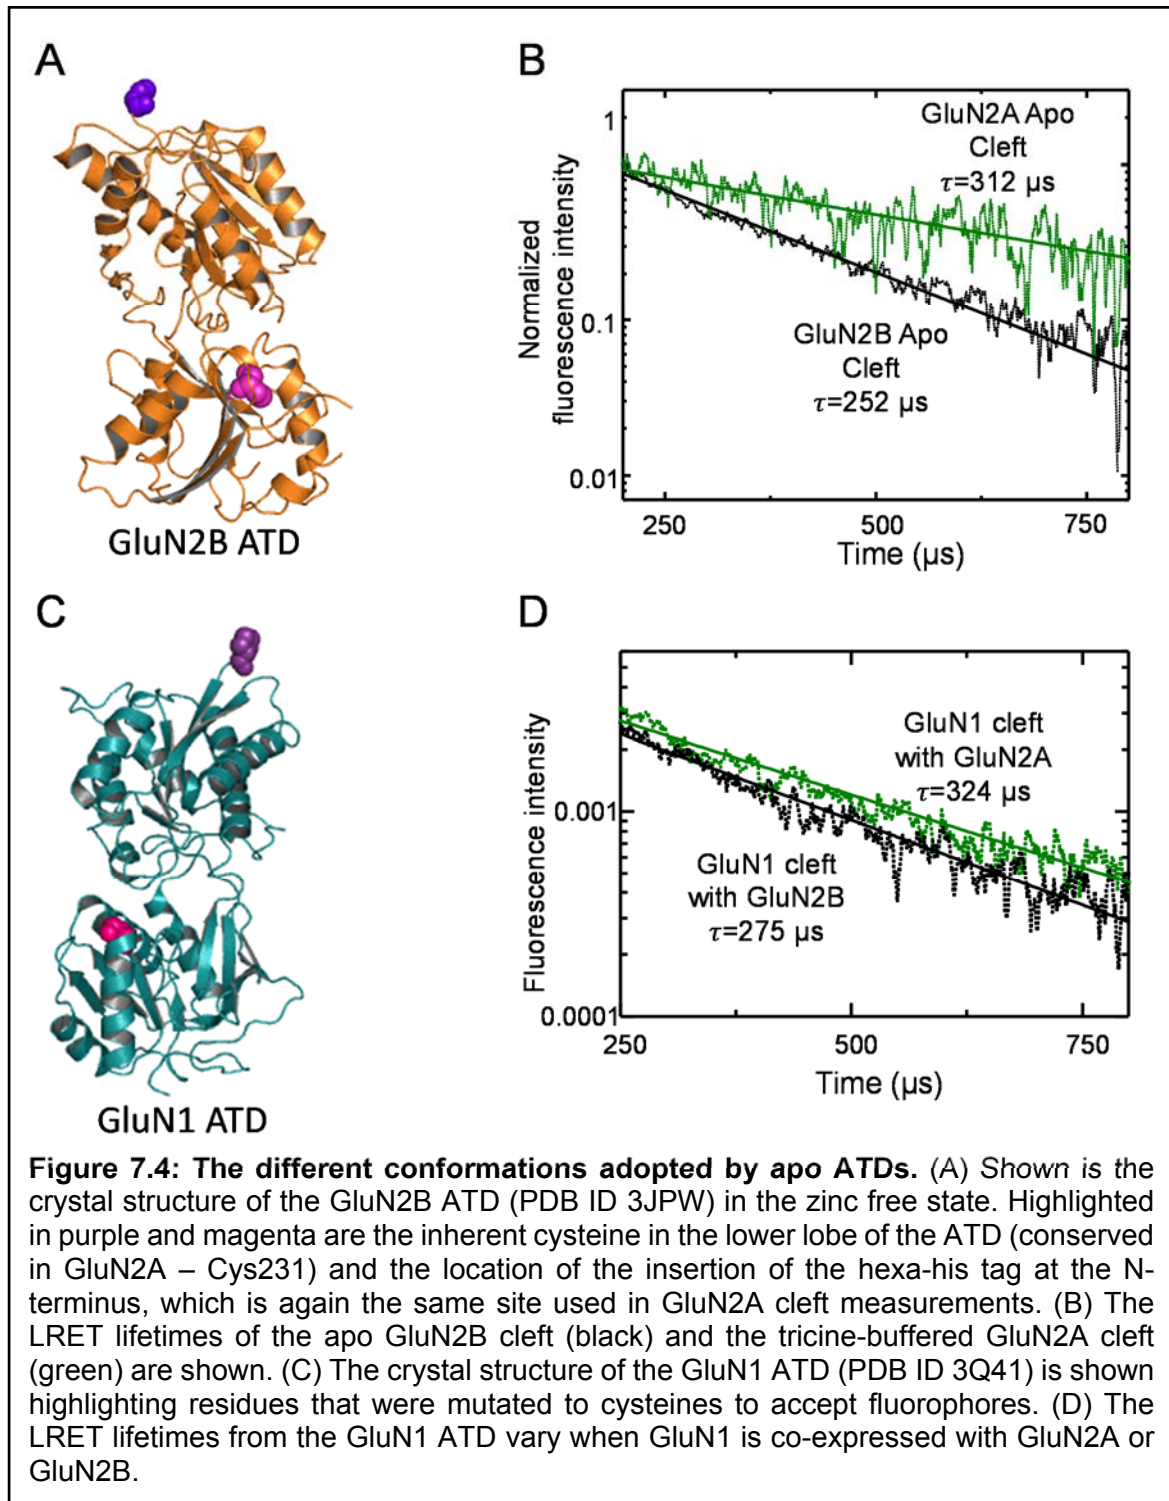 A
GluN2B ATD
B
Normalized
fluorescence intensity
1
0.1
0.01
GluN2A Apo
Cleft
τ=312 µs
GluN2B Apo
Cleft
τ=252 µs
250
500
750
Time (µs)
C
GluN1 ATD
D
Fluorescence intensity
0.001
0.0001
GluN1 cleft
with GluN2A
τ=324 µs
GluN1 cleft
with GluN2B
τ=275 µs
250
500
750
Time (µs)
Figure 7.4: The different conformations adopted by apo ATDs. (A) Shown is the
crystal structure of the GluN2B ATD (PDB ID 3JPW) in the zinc free state. Highlighted
in purple and magenta are the inherent cysteine in the lower lobe of the ATD (conserved
in GluN2A – Cys231) and the location of the insertion of the hexa-his tag at the N-
terminus, which is again the same site used in GluN2A cleft measurements. (B) The
LRET lifetimes of the apo GluN2B cleft (black) and the tricine-buffered GluN2A cleft
(green) are shown. (C) The crystal structure of the GluN1 ATD (PDB ID 3Q41) is shown
highlighting residues that were mutated to cysteines to accept fluorophores. (D) The
LRET lifetimes from the GluN1 ATD vary when GluN1 is co-expressed with GluN2A or
GluN2B.